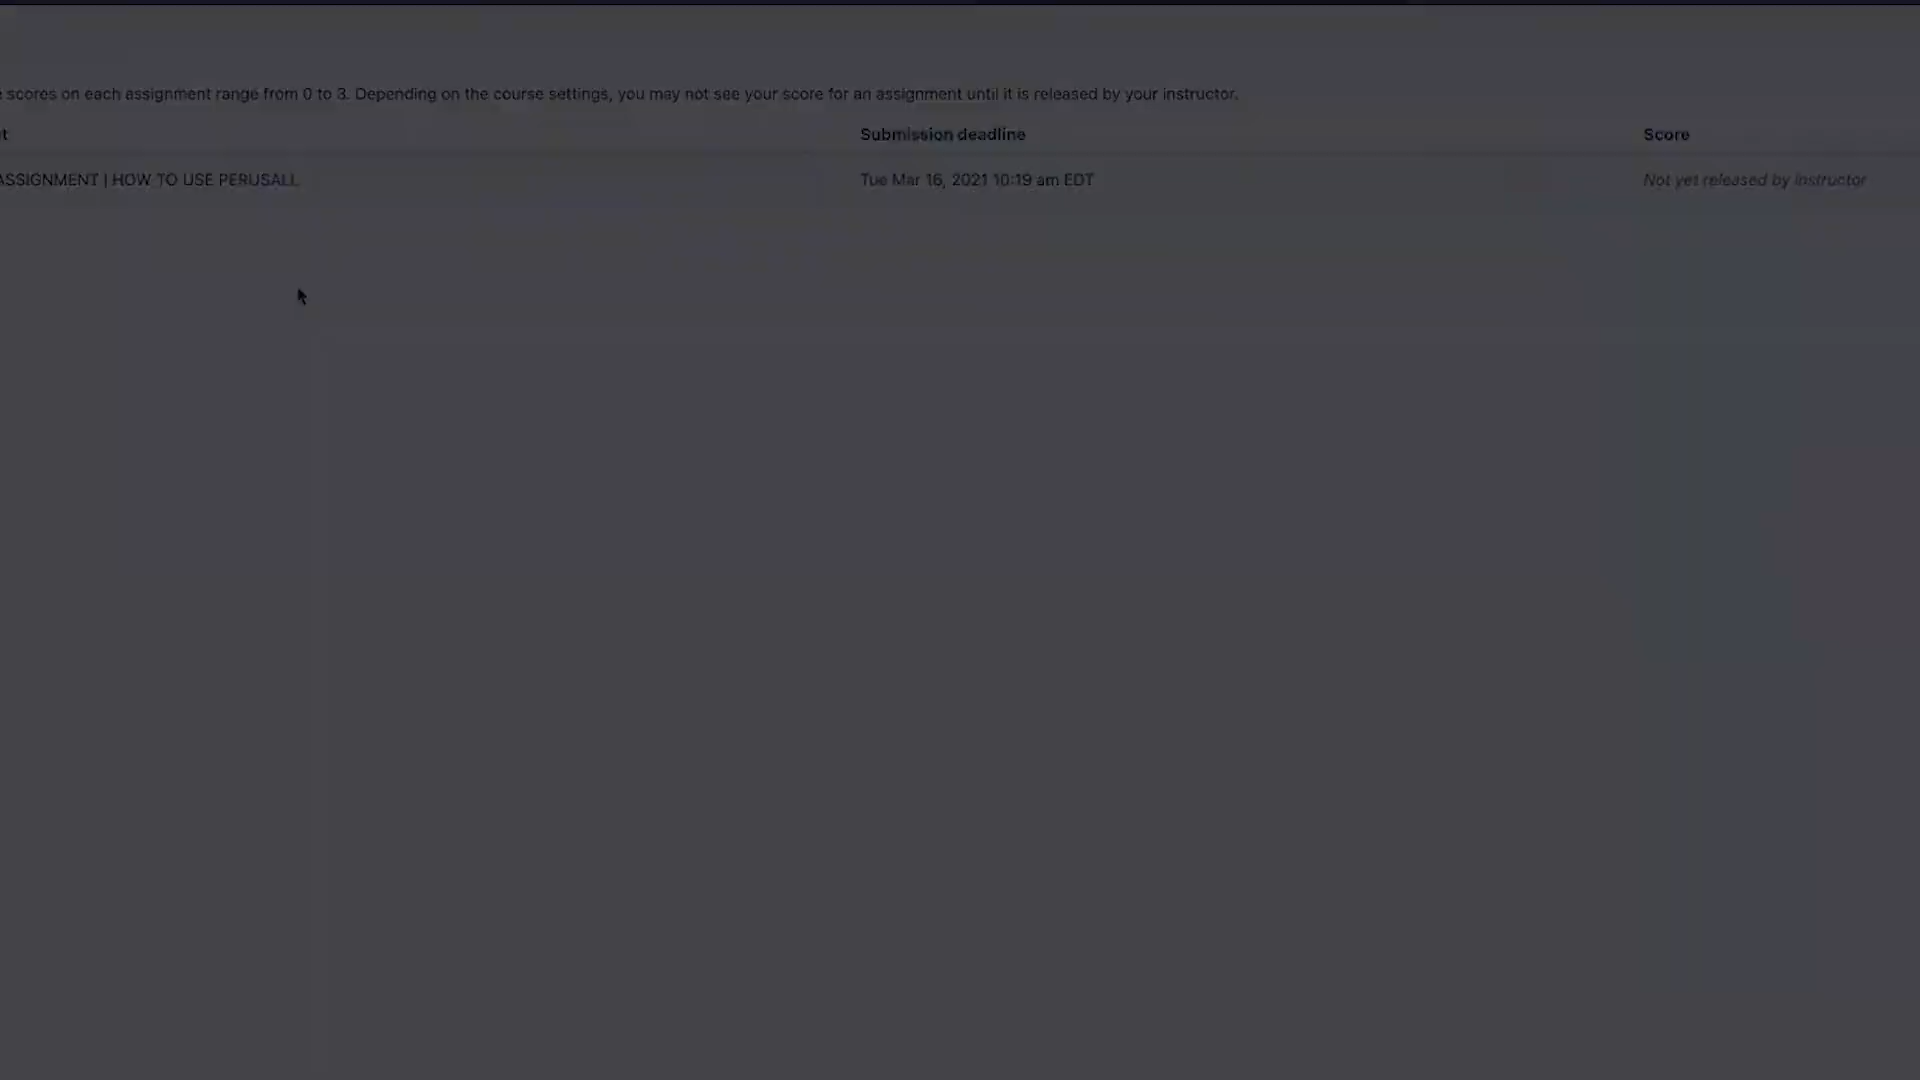 scores on each assignment range from 0 to 3. Depending on the course settings, you may not see your score for an assignment until it is released by your instructor.
t Submission deadline Score
ASSIGNMENT | HOW TO USE PERUSALL Tue Mar 16, 2021 10:19 am EDT Not yet released by instructor